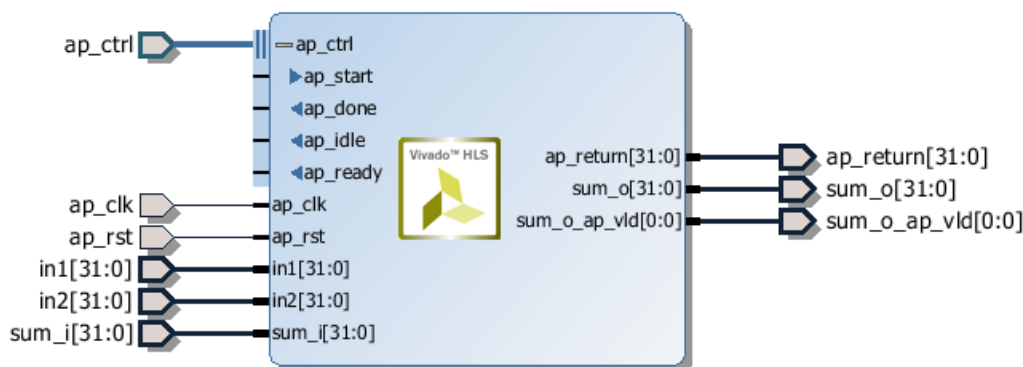 ap_ctrl
ap_ctrl
ap_start
ap_done
ap_idle
ap_ready
ap_clk
ap_clk
ap_rst
ap_rst
in1[31:0]
in1[31:0]
in2[31:0]
in2[31:0]
sum_i[31:0]
sum_i[31:0]
Vivado™ HLS
ap_return[31:0]
ap_return[31:0]
sum_o[31:0]
sum_o[31:0]
sum_o_ap_vld[0:0]
sum_o_ap_vld[0:0]